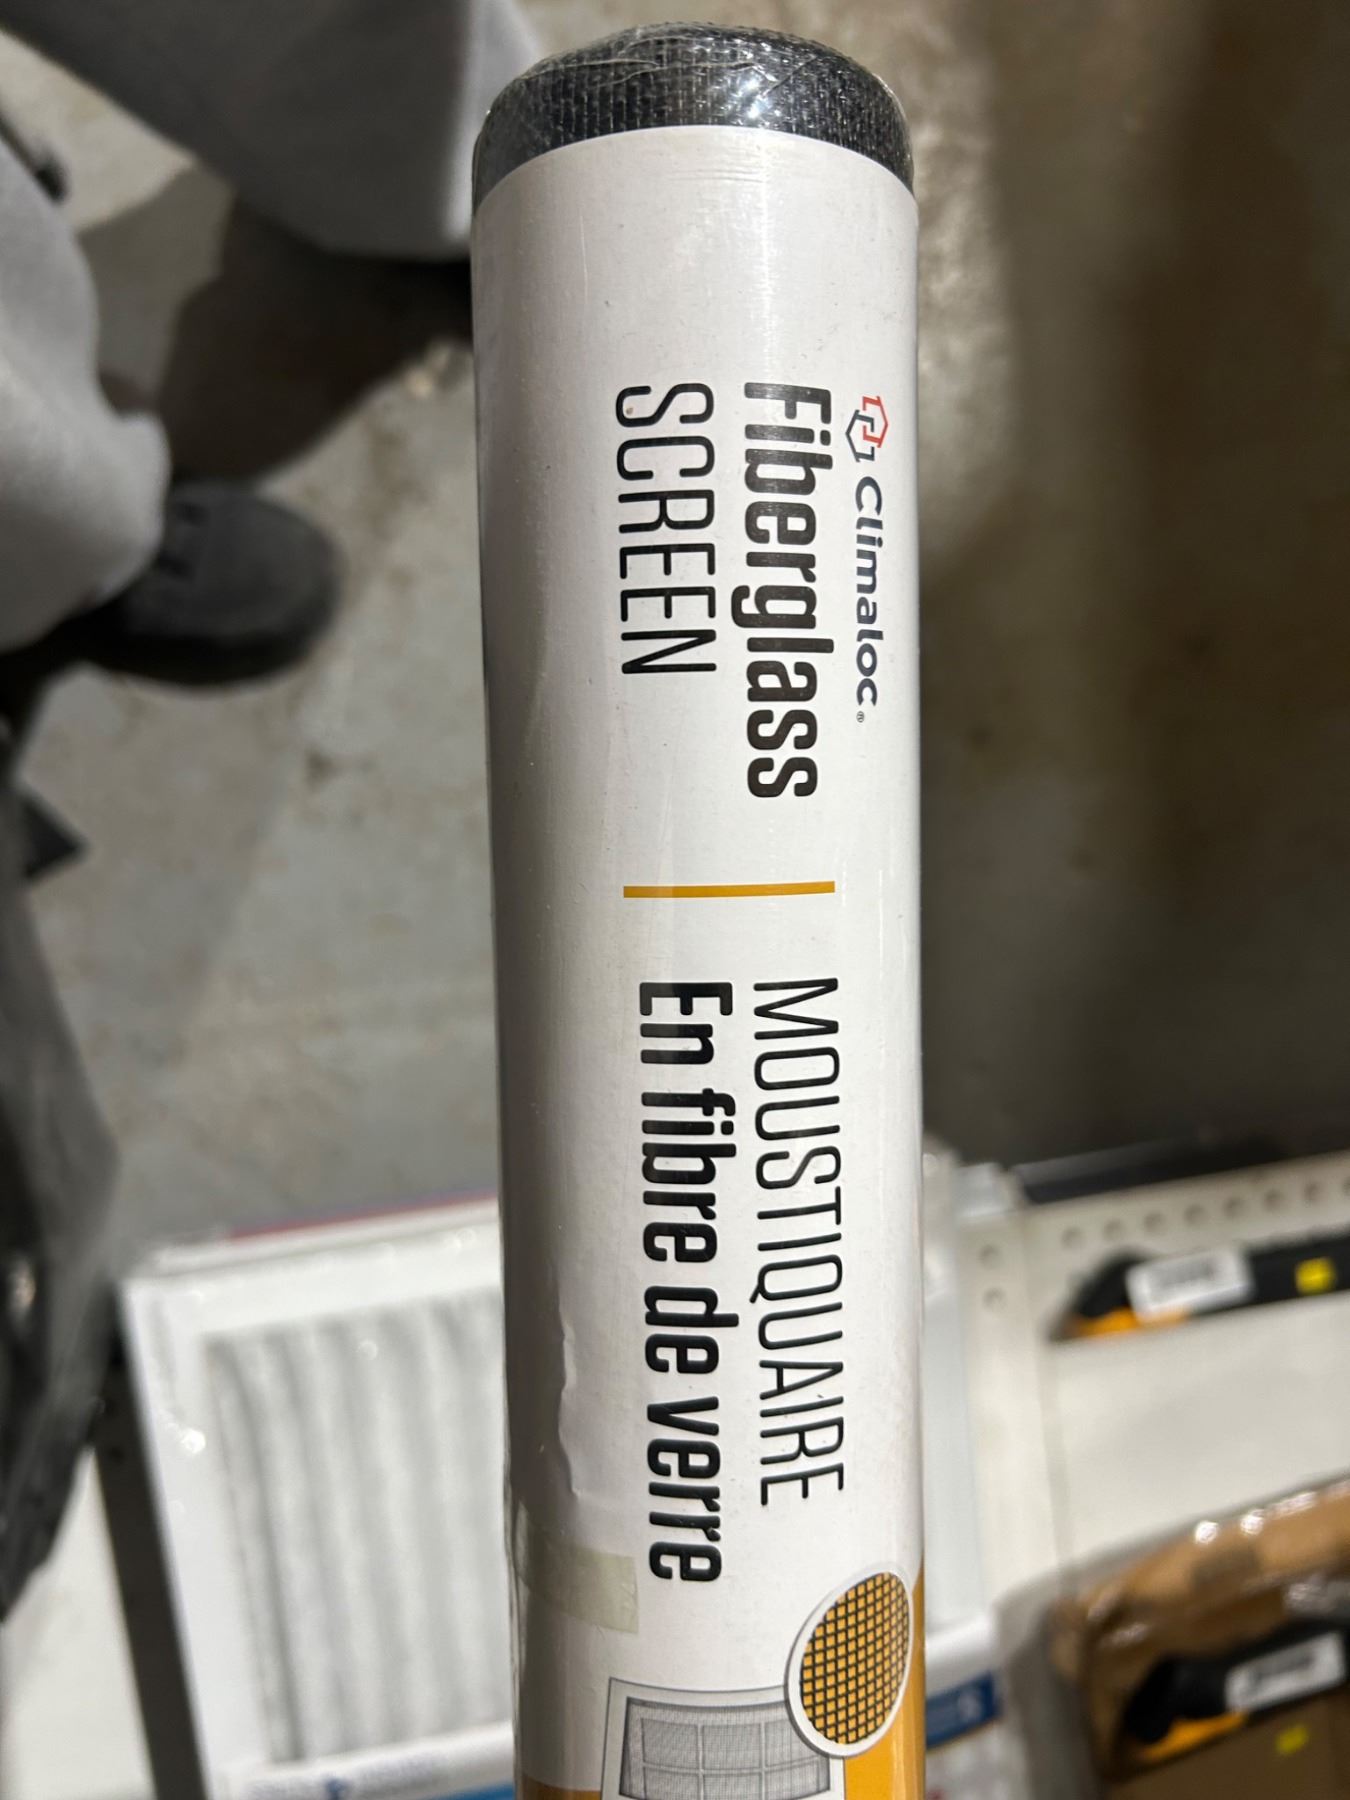 Climaloc®
Fiberglass
SCREEN
MOUSTIQUAIRE
En fibre de verre